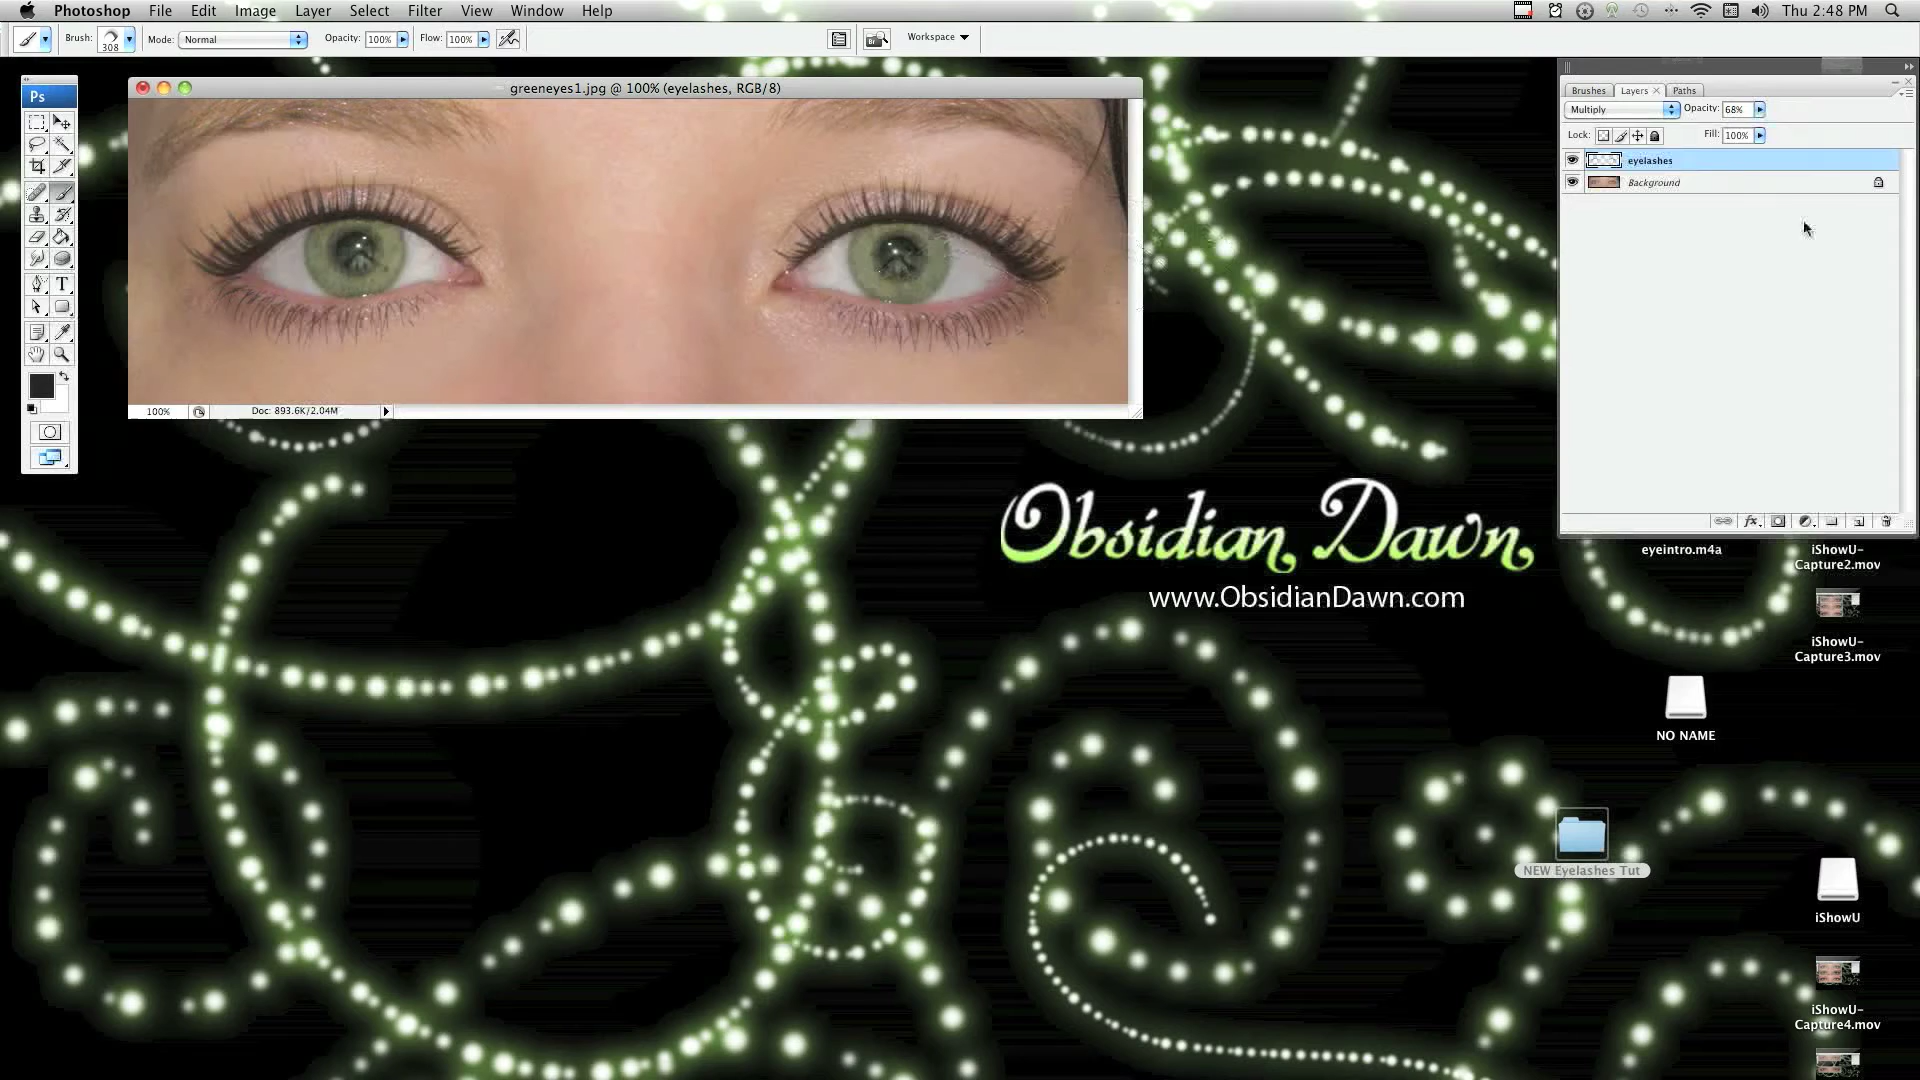 Photoshop File Edit Image Layer Select Filter View Window Help Thu 2:48 PM
Brush: 308 Mode: Normal Opacity: 100% Flow: 100% Workspace
Ps
greeneyes1.jpg @ 100% (eyelashes, RGB/8)
100% Doc: 893.6K/2.04M
Brushes Layers Paths
Multiply Opacity: 68%
Lock: Fill: 100%
eyelashes
Background
Obsidian Dawn
www.ObsidianDawn.com
eyeintro.m4a
iShowU-
Capture2.mov
iShowU-
Capture3.mov
NO NAME
NEW Eyelashes Tut
iShowU
iShowU-
Capture4.mov